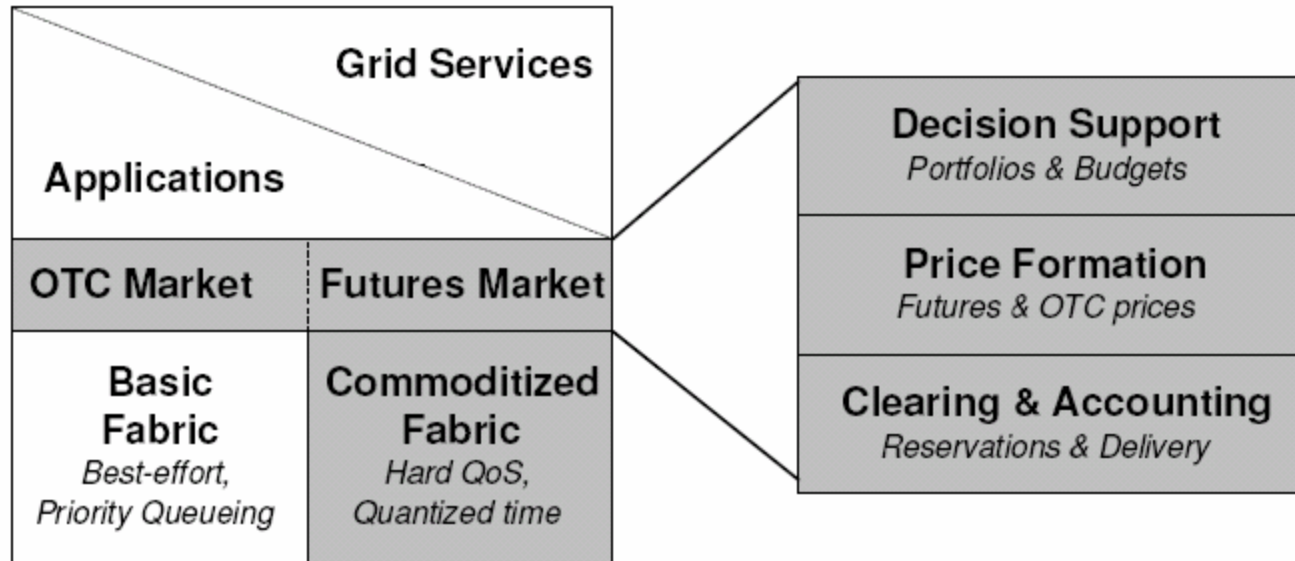 Grid Services
Applications
OTC Market
Futures Market
Basic
Fabric
Best-effort,
Priority Queueing
Commoditized
Fabric
Hard QoS,
Quantized time
Decision Support
Portfolios & Budgets
Price Formation
Futures & OTC prices
Clearing & Accounting
Reservations & Delivery